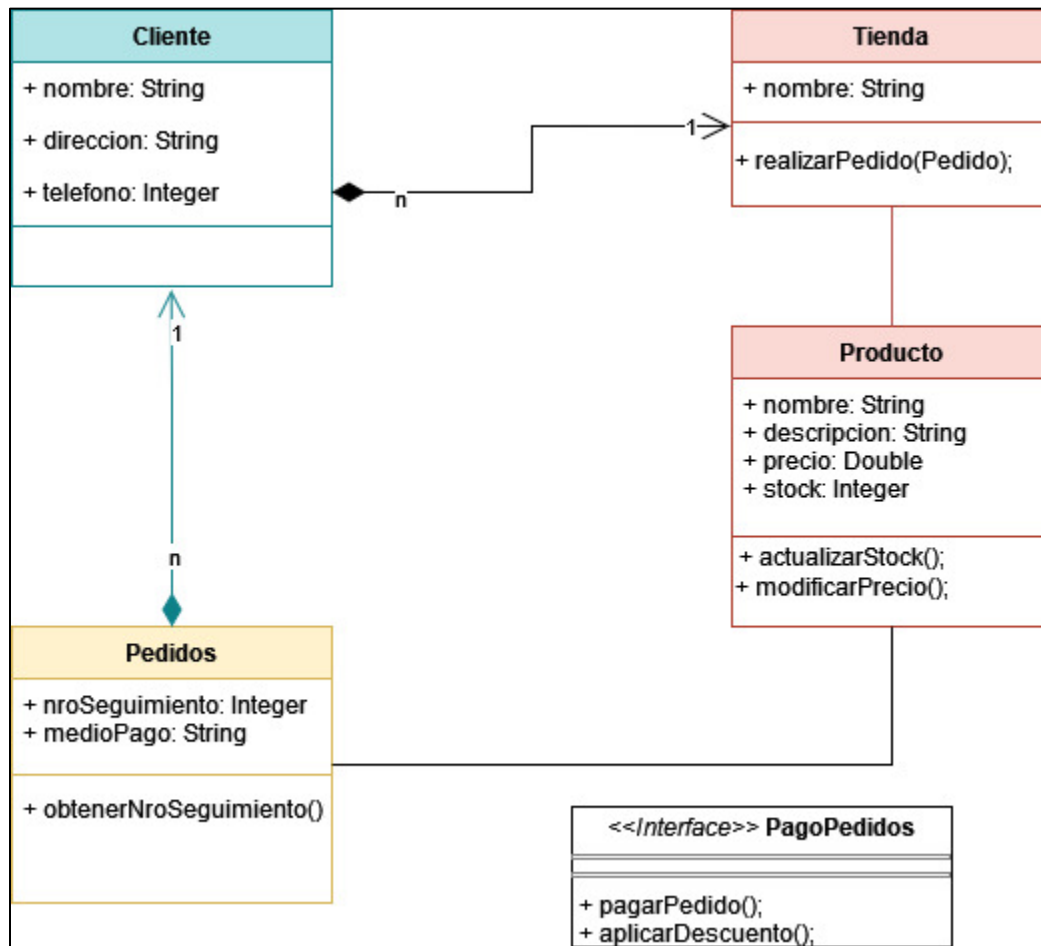 Cliente
+ nombre: String
+ direccion: String
+ telefono: Integer
n
1
Tienda
+ nombre: String
+ realizarPedido(Pedido);
Producto
+ nombre: String
+ descripcion: String
+ precio: Double
+ stock: Integer
+ actualizarStock();
+ modificarPrecio();
1
n
Pedidos
+ nroSeguimiento: Integer
+ medioPago: String
+ obtenerNroSeguimiento()
<<Interface>> PagoPedidos
+ pagarPedido();
+ aplicarDescuento();